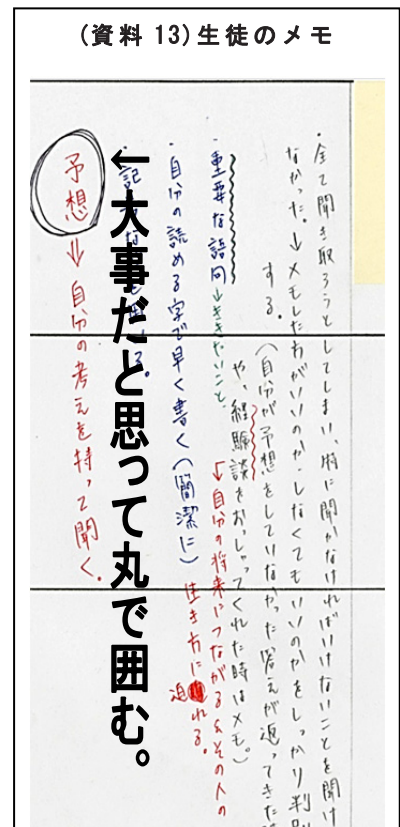 (資料 13)生徒のメモ
・全て聞き取ろうとしてしまい、特に聞かなければいけないことを聞け
なかった。→メモした方がいいのか、しなくてもいいのかをしっかり判
する。
(自分が予想をしていなかった答えが返ってきた
や、経験談をおっしゃってくれた時はメモ。)
・重要な語句→ききたいこと。
←自分の将来につながる&その人の
生き方に迫れる。
・自分の読める字で早く書く(簡潔に)
・記
←大事だと思って丸で囲む。
予想⇒自分の考えを持って聞く。